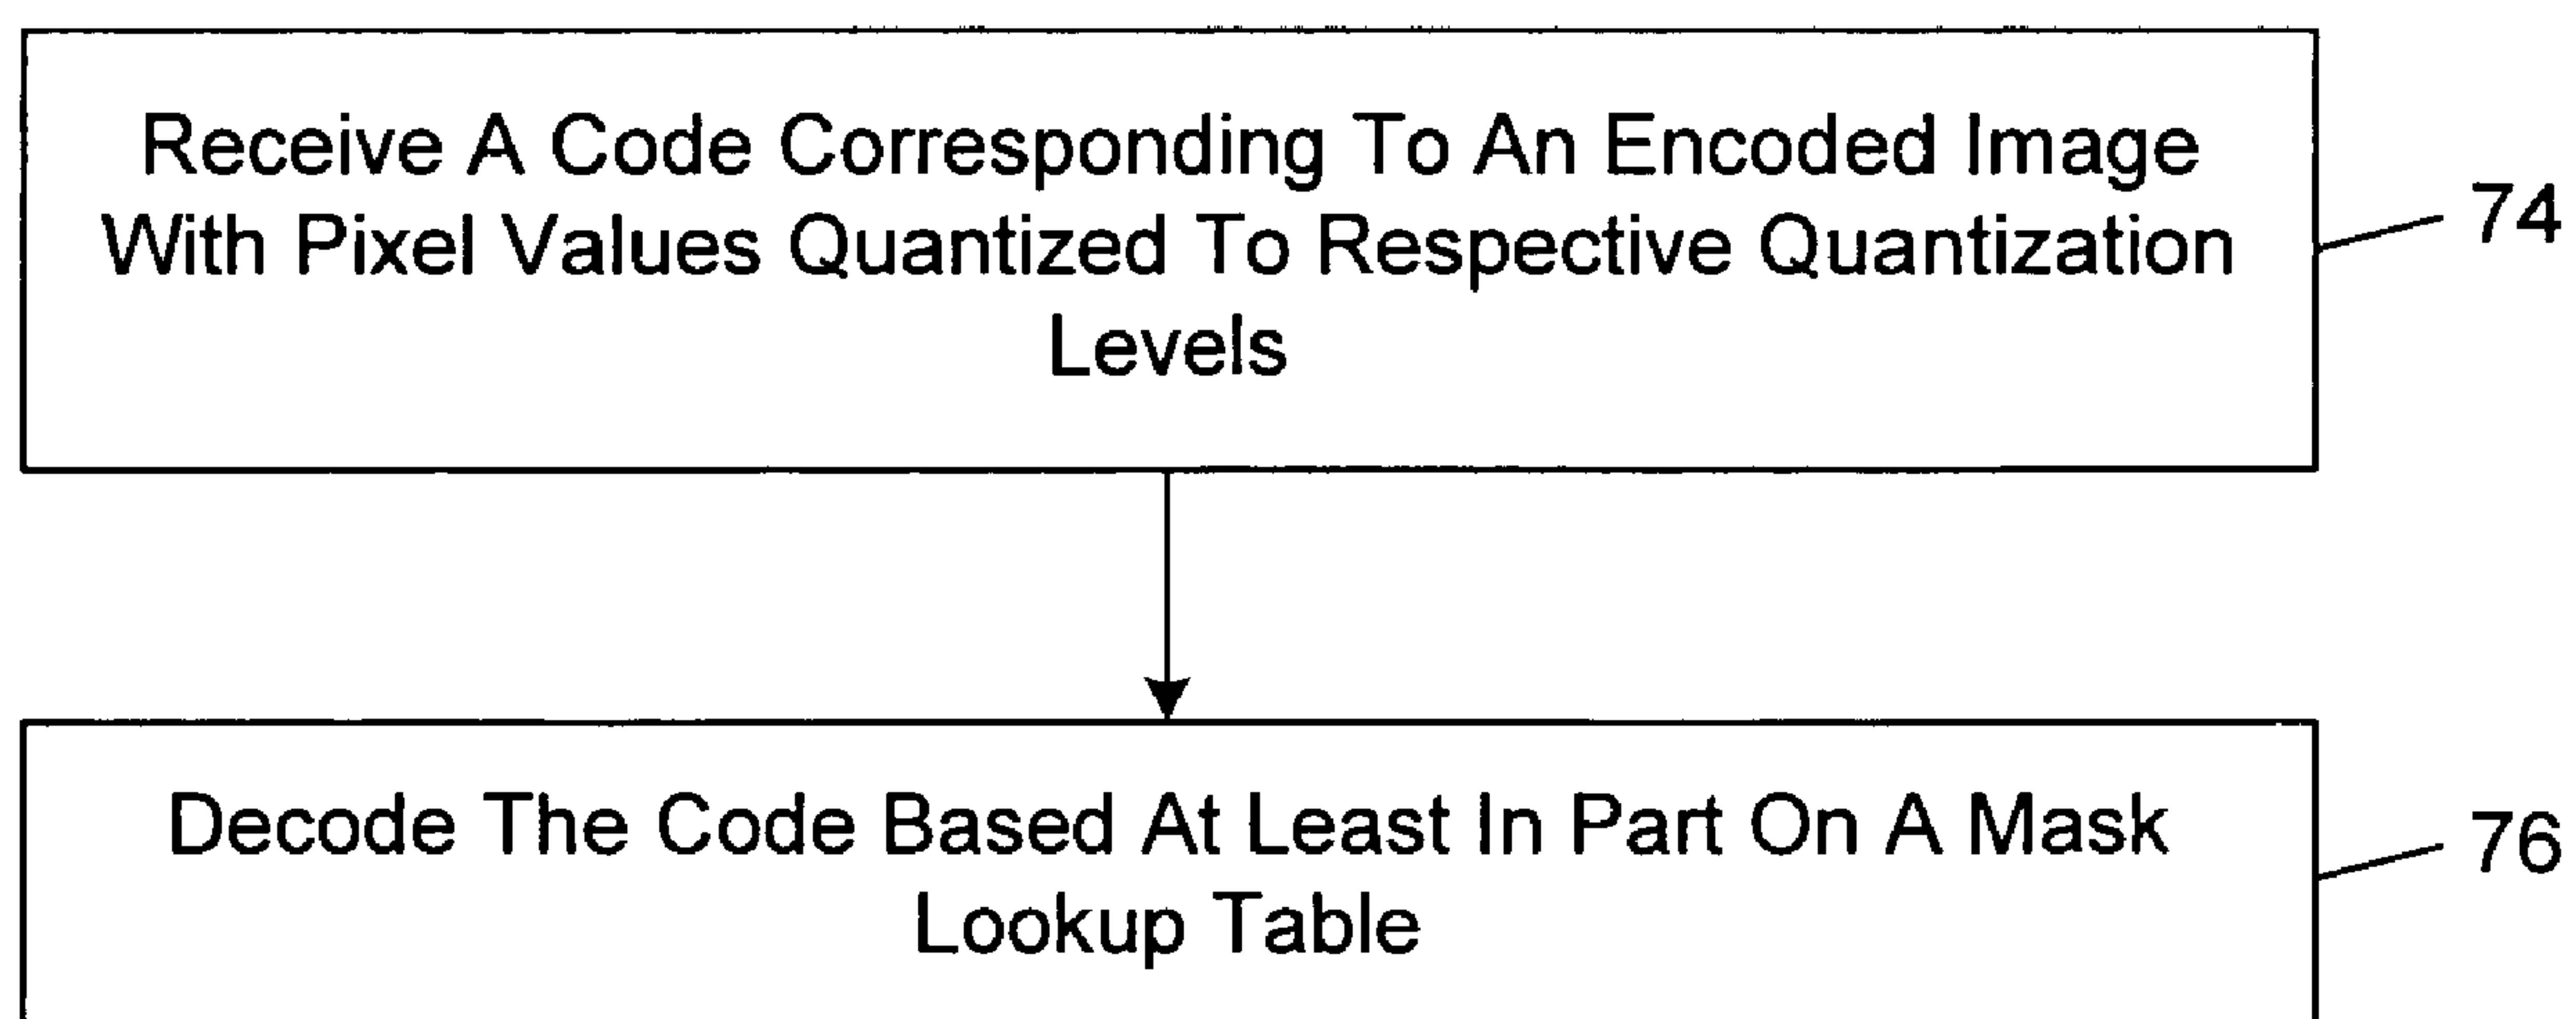 Receive A Code Corresponding To An Encoded Image
With Pixel Values Quantized To Respective Quantization
Levels
74
Decode The Code Based At Least In Part On A Mask
Lookup Table
76